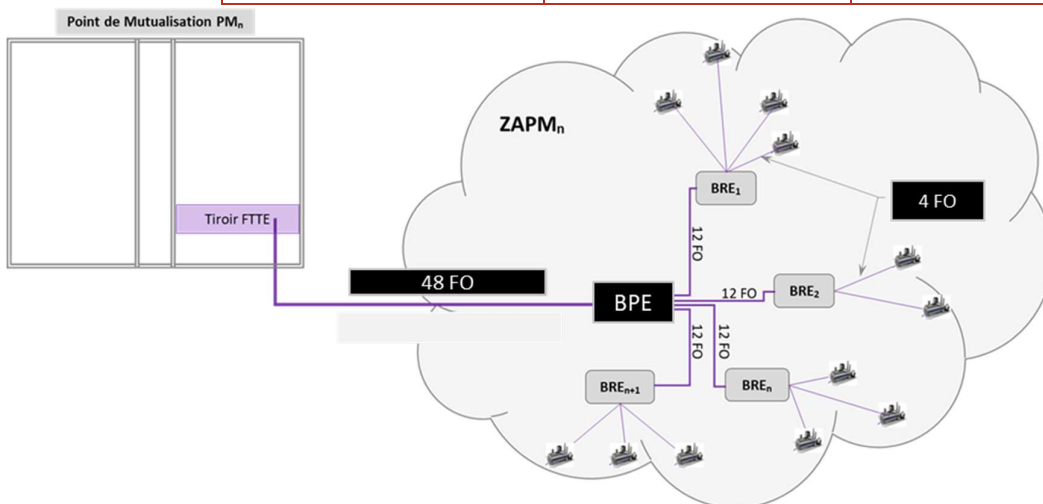 Point de Mutualisation PMn
ZAPMn
BRE1
4 FO
Tiroir FTTE
12 FO
48 FO
BPE
12 FO
BRE2
12 FO
12 FO
BREn+1
BREn